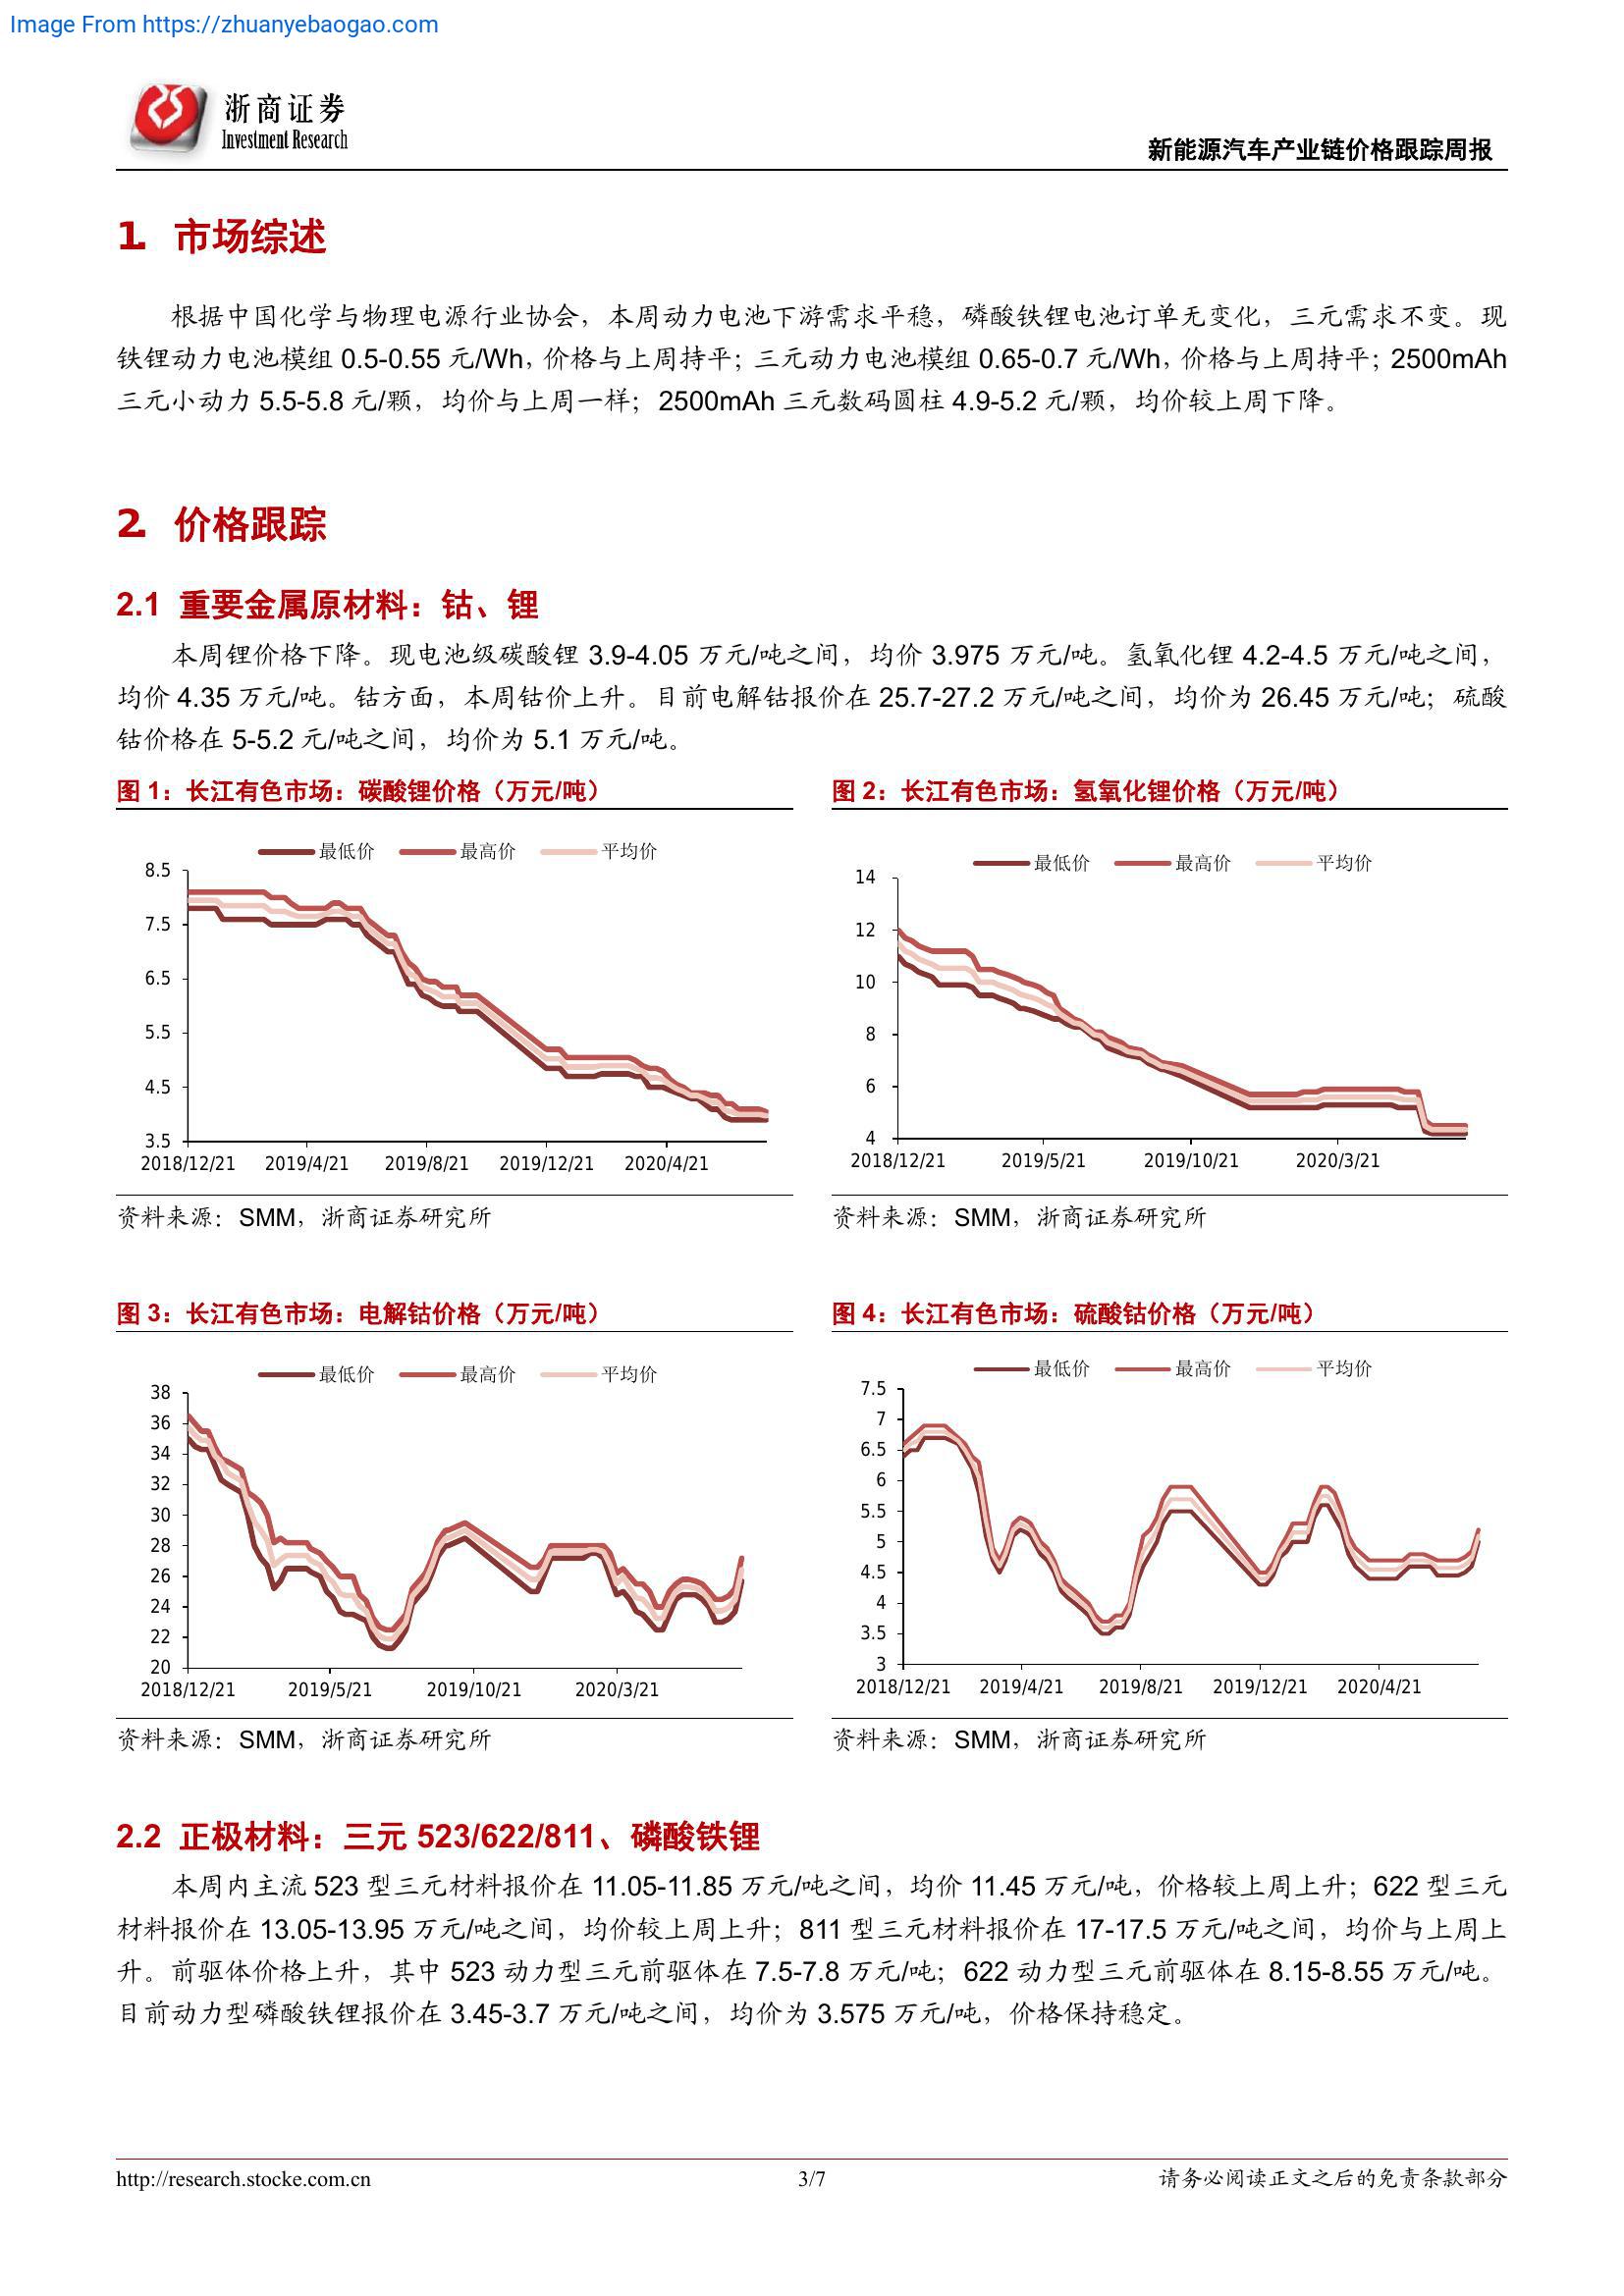 Image From https://zhuanyebaogao.com
浙商证券
Investment Research
新能源汽车产业链价格跟踪周报
1. 市场综述
根据中国化学与物理电源行业协会，本周动力电池下游需求平稳，磷酸铁锂电池订单无变化，三元需求不变。现
铁锂动力电池模组 0.5-0.55 元/Wh，价格与上周持平；三元动力电池模组 0.65-0.7 元/Wh，价格与上周持平；2500mAh
三元小动力 5.5-5.8 元/颗，均价与上周一样；2500mAh 三元数码圆柱 4.9-5.2 元/颗，均价较上周下降。
2. 价格跟踪
2.1 重要金属原材料：钴、锂
本周锂价格下降。现电池级碳酸锂 3.9-4.05 万元/吨之间，均价 3.975 万元/吨。氢氧化锂 4.2-4.5 万元/吨之间，
均价 4.35 万元/吨。钴方面，本周钴价上升。目前电解钴报价在 25.7-27.2 万元/吨之间，均价为 26.45 万元/吨；硫酸
钴价格在 5-5.2 元/吨之间，均价为 5.1 万元/吨。
图 1：长江有色市场：碳酸锂价格（万元/吨）
最低价 最高价 平均价
8.5
7.5
6.5
5.5
4.5
3.5
2018/12/21 2019/4/21 2019/8/21 2019/12/21 2020/4/21
资料来源：SMM，浙商证券研究所
图 2：长江有色市场：氢氧化锂价格（万元/吨）
最低价 最高价 平均价
14
12
10
8
6
4
2018/12/21 2019/5/21 2019/10/21 2020/3/21
资料来源：SMM，浙商证券研究所
图 3：长江有色市场：电解钴价格（万元/吨）
最低价 最高价 平均价
38
36
34
32
30
28
26
24
22
20
2018/12/21 2019/5/21 2019/10/21 2020/3/21
资料来源：SMM，浙商证券研究所
图 4：长江有色市场：硫酸钴价格（万元/吨）
最低价 最高价 平均价
7.5
7
6.5
6
5.5
5
4.5
4
3.5
3
2018/12/21 2019/4/21 2019/8/21 2019/12/21 2020/4/21
资料来源：SMM，浙商证券研究所
2.2 正极材料：三元 523/622/811、磷酸铁锂
本周内主流 523 型三元材料报价在 11.05-11.85 万元/吨之间，均价 11.45 万元/吨，价格较上周上升；622 型三元
材料报价在 13.05-13.95 万元/吨之间，均价较上周上升；811 型三元材料报价在 17-17.5 万元/吨之间，均价与上周上
升。前驱体价格上升，其中 523 动力型三元前驱体在 7.5-7.8 万元/吨；622 动力型三元前驱体在 8.15-8.55 万元/吨。
目前动力型磷酸铁锂报价在 3.45-3.7 万元/吨之间，均价为 3.575 万元/吨，价格保持稳定。
http://research.stocke.com.cn
3/7
请务必阅读正文之后的免责条款部分